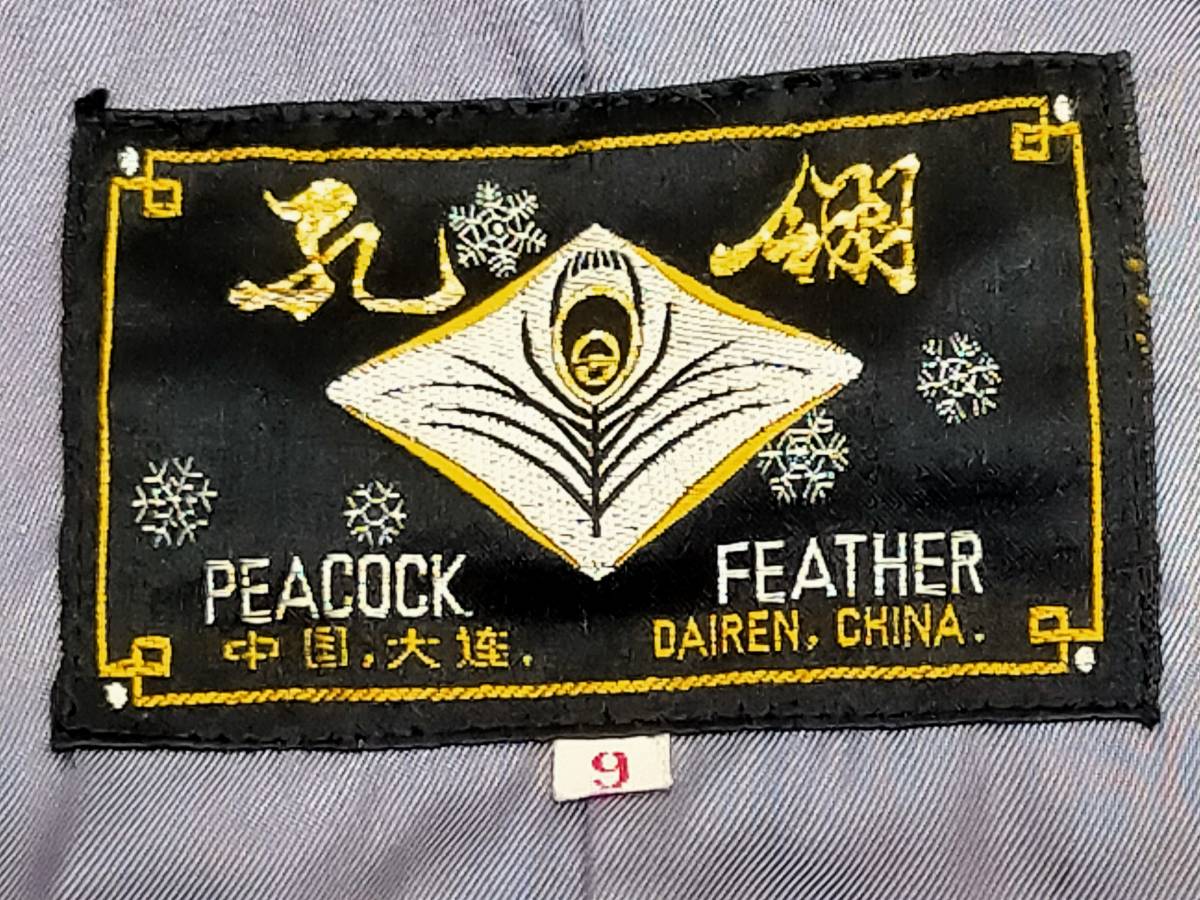 孔 翎
PEACOCK FEATHER
中国.大连. DAIREN, CHINA.
9